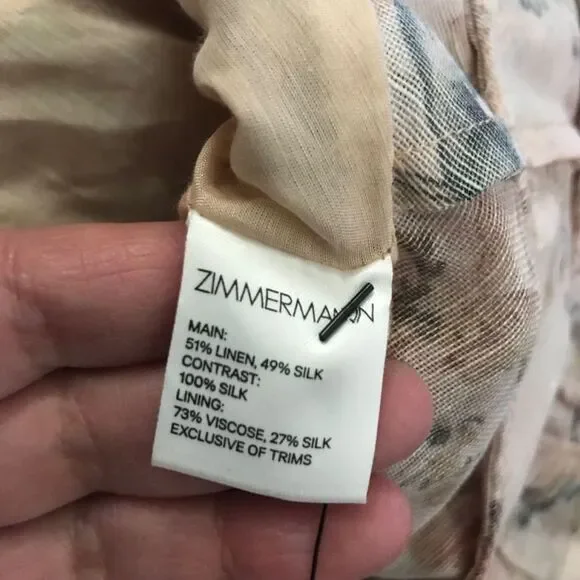 ZIMMERMANN
MAIN:
51% LINEN, 49% SILK
CONTRAST:
100% SILK
LINING:
73% VISCOSE, 27% SILK
EXCLUSIVE OF TRIMS